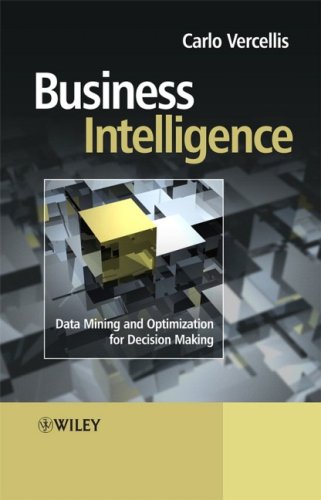 Carlo Vercellis
Business
Intelligence
Data Mining and Optimization
for Decision Making
WILEY